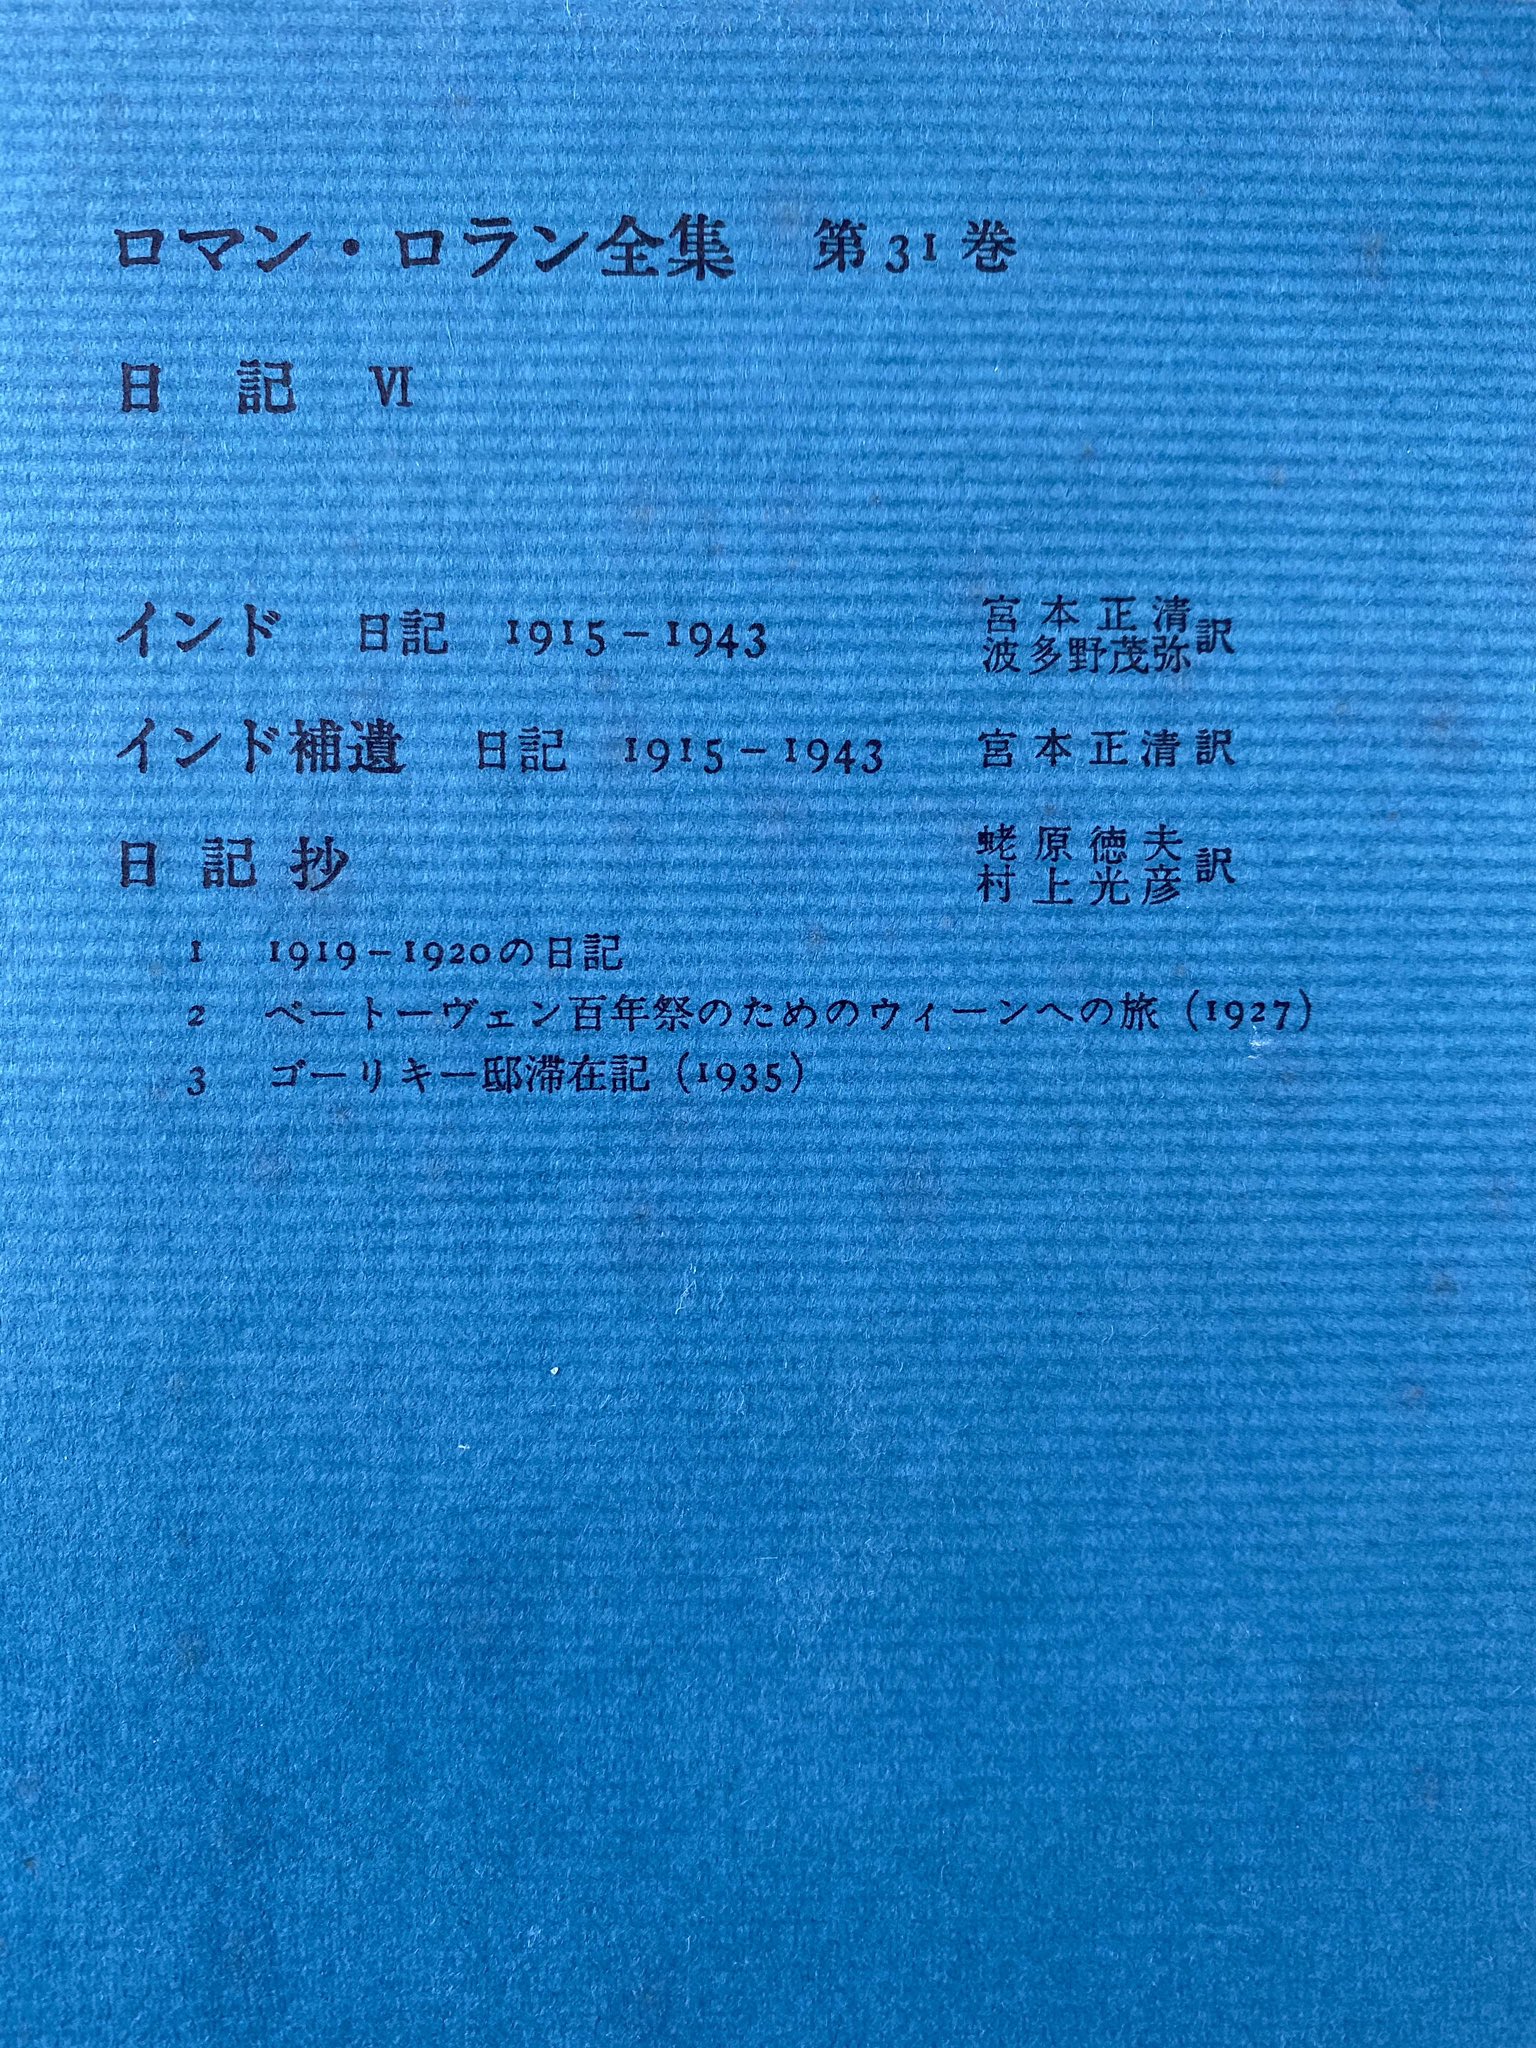 ロマン・ロラン全集 第31巻
日 記 VI
インド 日記 1915–1943 宮本正清 波多野茂弥 訳
インド補遺 日記 1915–1943 宮本正清訳
日記抄 蛯原徳夫 村上光彦 訳
1 1919–1920の日記
2 ベートーヴェン百年祭のためのウィーンへの旅（1927）
3 ゴーリキー邸滞在記（1935）